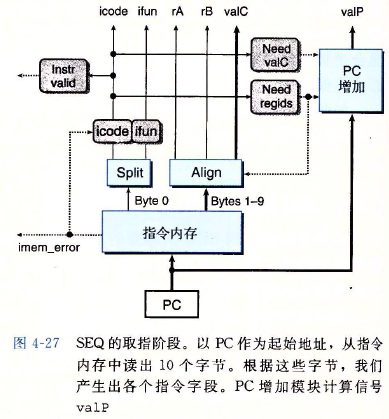 icode ifun rA rB valC valP
Instr valid
Need valC
Need regids
PC 增加
icode ifun
Split
Align
Byte 0
Bytes 1–9
imem_error
指令内存
PC
图 4-27 SEQ 的取指阶段。以 PC 作为起始地址，从指
令内存中读出 10 个字节。根据这些字节，我们
产生出各个指令字段。PC 增加模块计算信号
valP